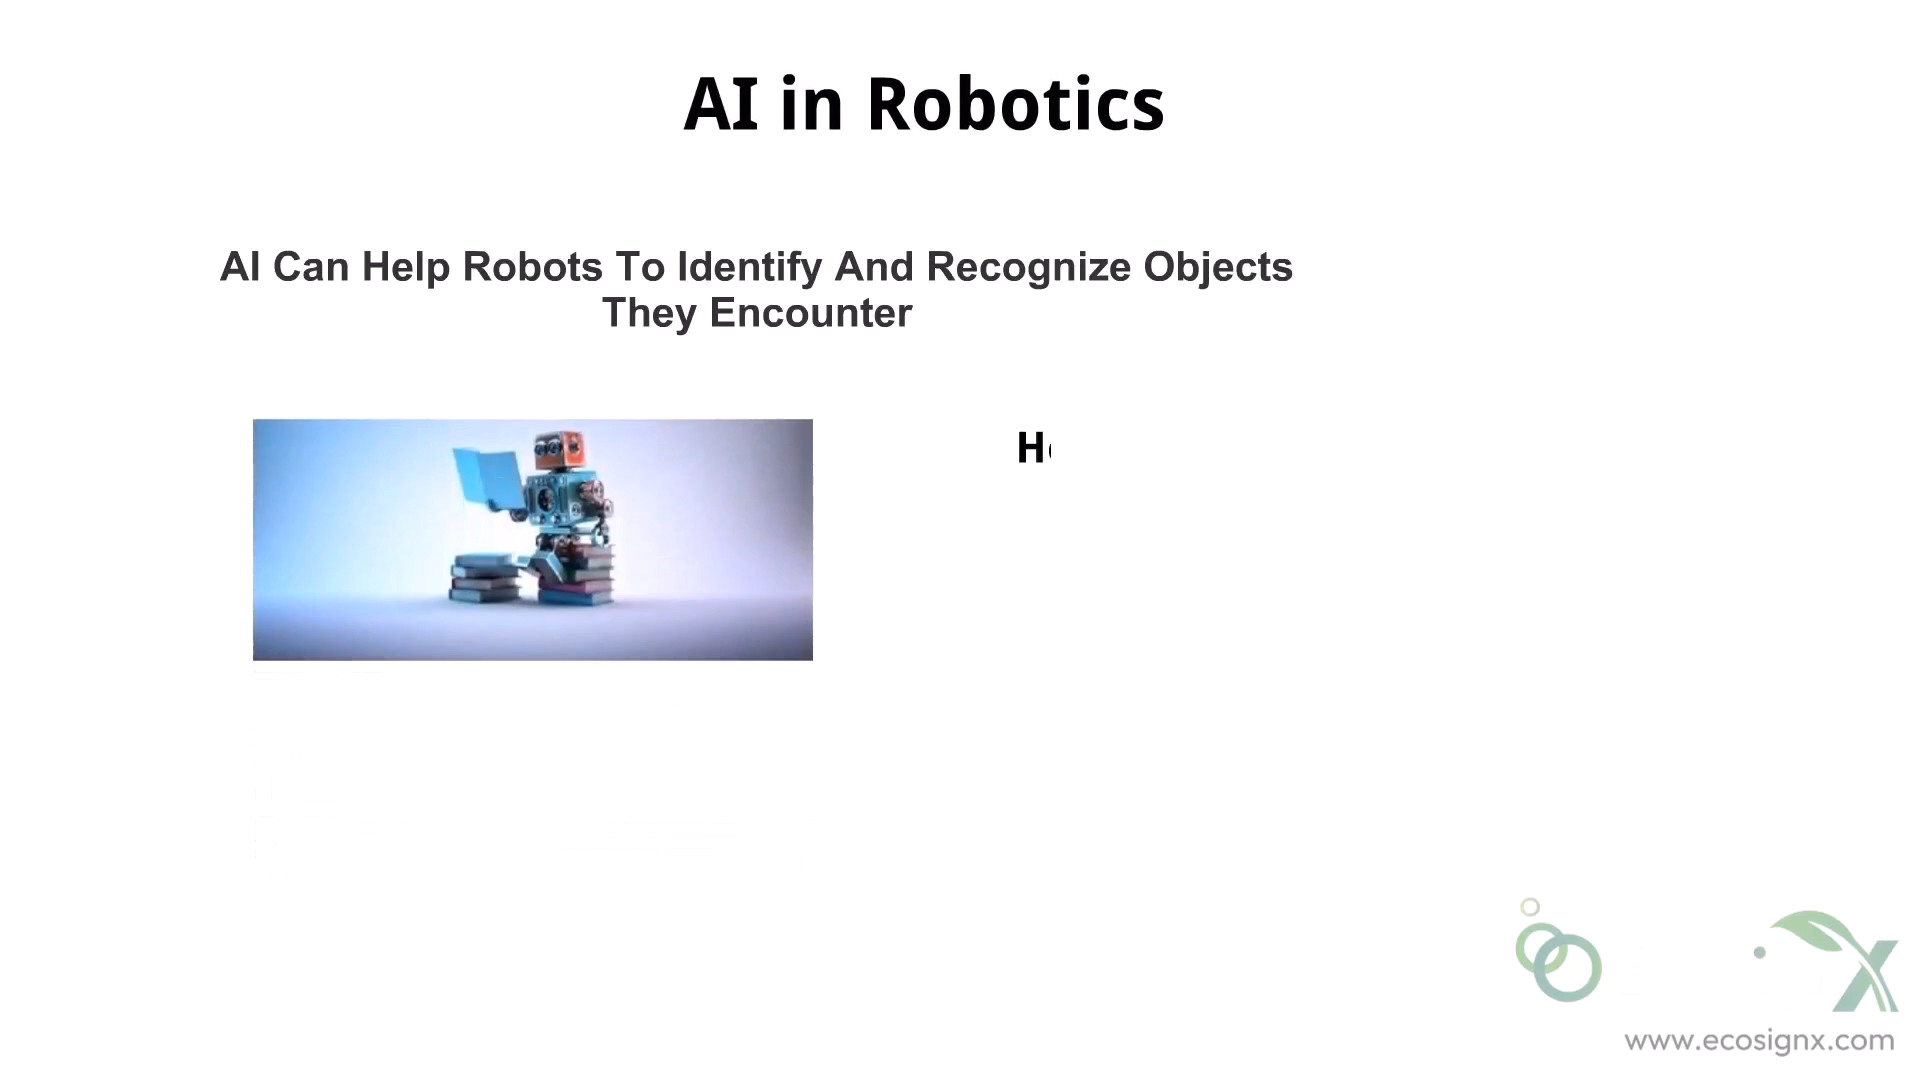 AI in Robotics
AI Can Help Robots To Identify And Recognize Objects
They Encounter
www.ecosignx.com